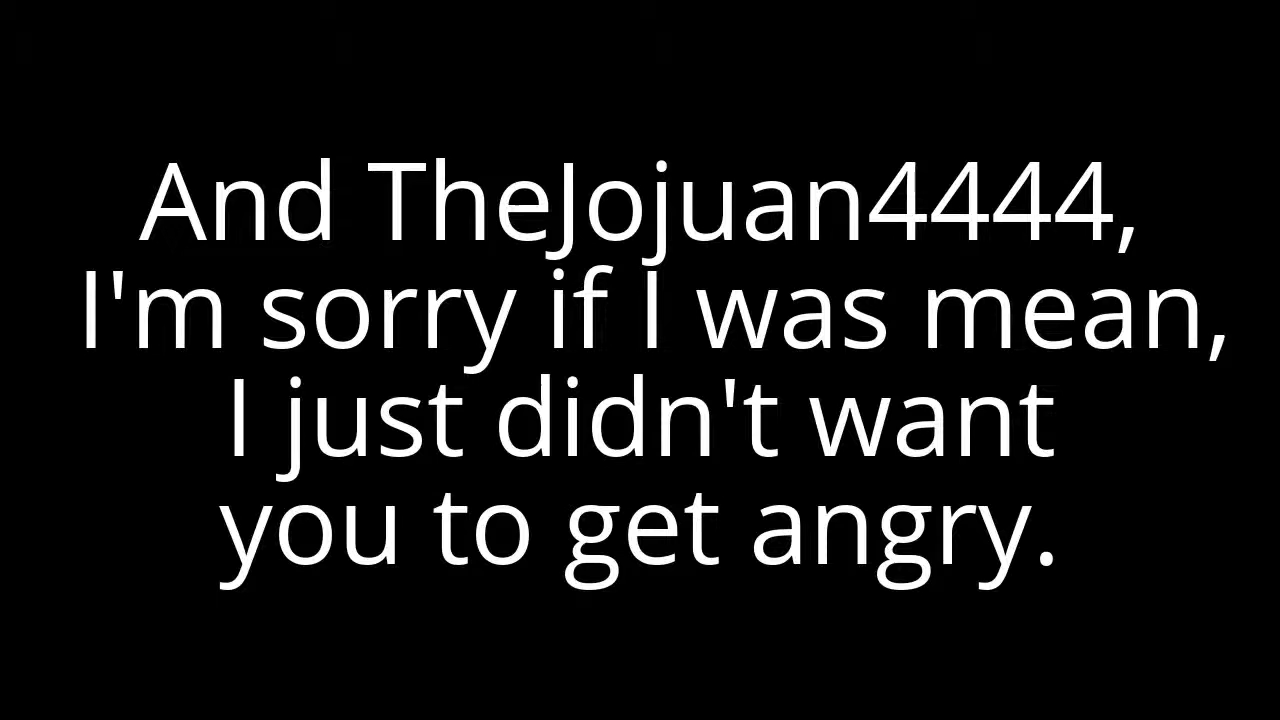 And TheJojuan4444,
I'm sorry if I was mean,
I just didn't want
you to get angry.